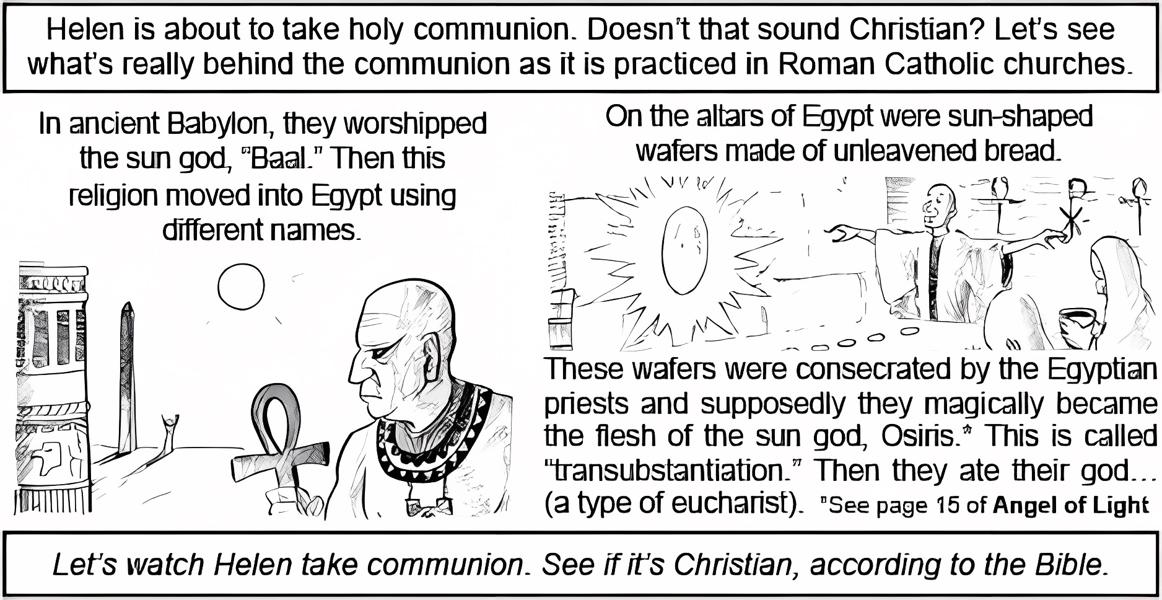 Helen is about to take holy communion. Doesn't that sound Christian? Let's see
what's really behind the communion as it is practiced in Roman Catholic churches.
In ancient Babylon, they worshipped
the sun god, "Baal." Then this
religion moved into Egypt using
different names.
On the altars of Egypt were sun-shaped
wafers made of unleavened bread.
These wafers were consecrated by the Egyptian
priests and supposedly they magically became
the flesh of the sun god, Osiris.* This is called
"transubstantiation." Then they ate their god...
(a type of eucharist). "See page 15 of Angel of Light
Let's watch Helen take communion. See if it's Christian, according to the Bible.